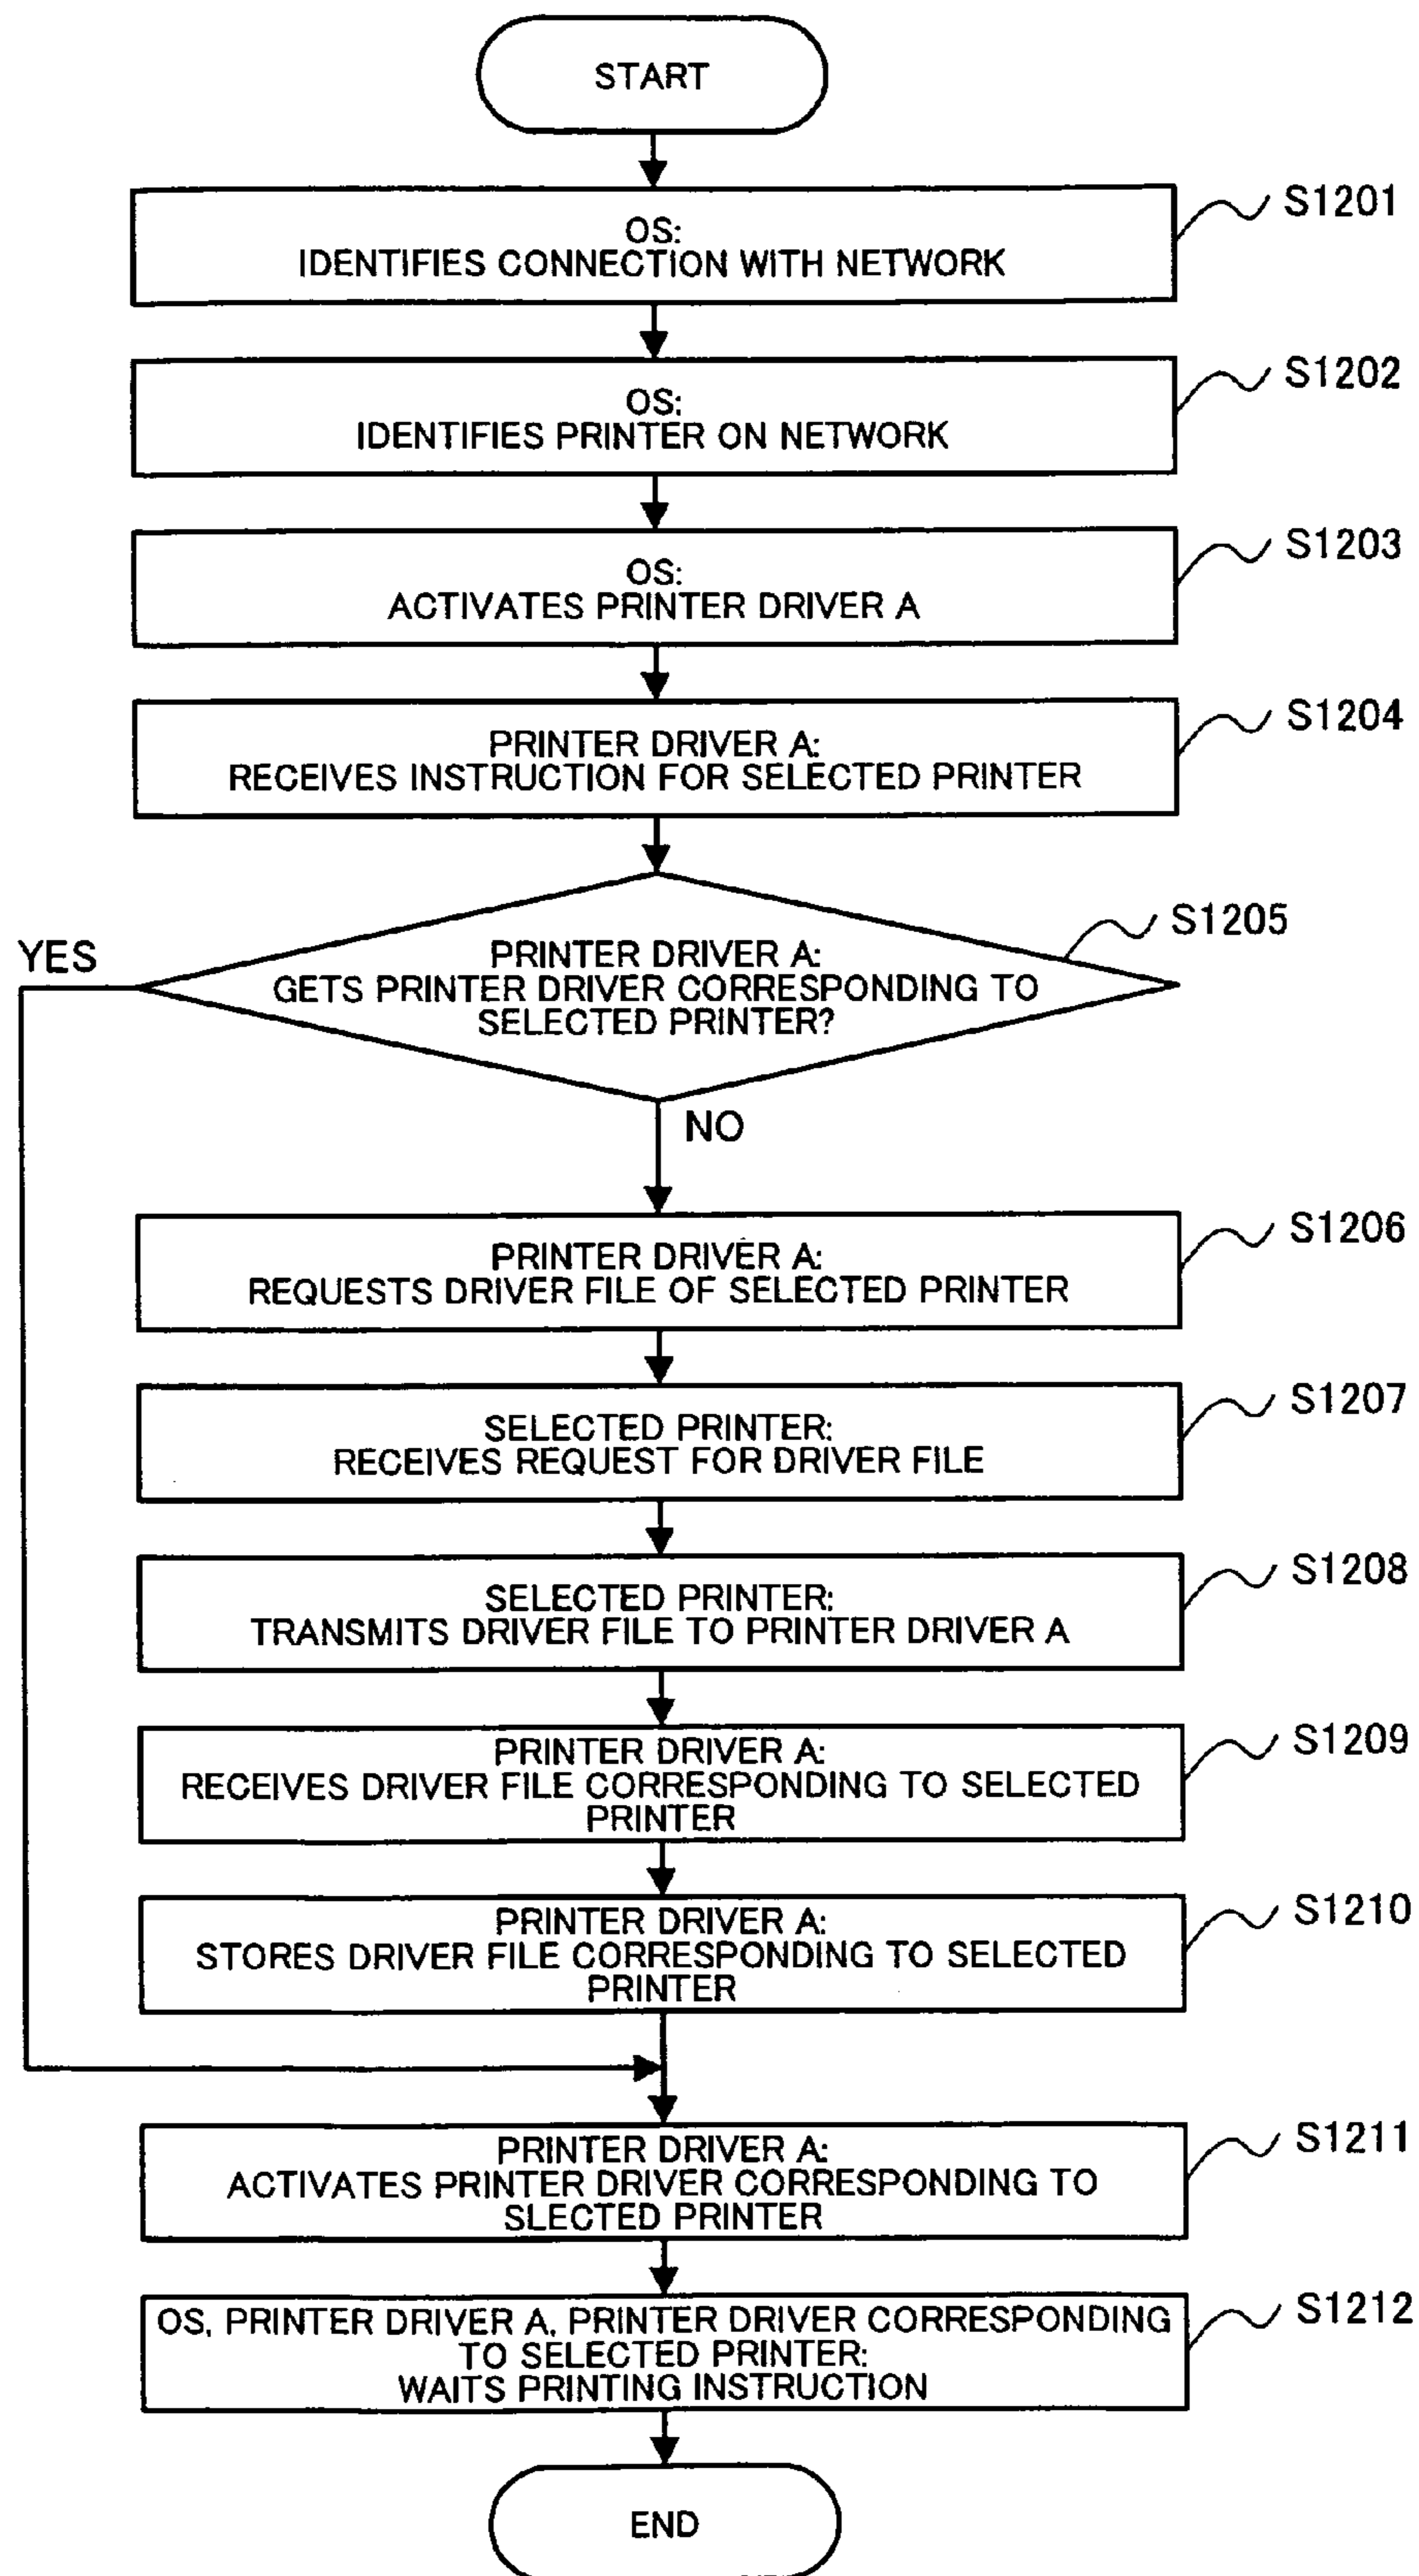 START
S1201
OS:
IDENTIFIES CONNECTION WITH NETWORK
S1202
OS:
IDENTIFIES PRINTER ON NETWORK
S1203
OS:
ACTIVATES PRINTER DRIVER A
S1204
PRINTER DRIVER A:
RECEIVES INSTRUCTION FOR SELECTED PRINTER
S1205
YES
PRINTER DRIVER A:
GETS PRINTER DRIVER CORRESPONDING TO
SELECTED PRINTER?
NO
S1206
PRINTER DRIVER A:
REQUESTS DRIVER FILE OF SELECTED PRINTER
S1207
SELECTED PRINTER:
RECEIVES REQUEST FOR DRIVER FILE
S1208
SELECTED PRINTER:
TRANSMITS DRIVER FILE TO PRINTER DRIVER A
S1209
PRINTER DRIVER A:
RECEIVES DRIVER FILE CORRESPONDING TO SELECTED
PRINTER
S1210
PRINTER DRIVER A:
STORES DRIVER FILE CORRESPONDING TO SELECTED
PRINTER
S1211
PRINTER DRIVER A:
ACTIVATES PRINTER DRIVER CORRESPONDING TO
SLECTED PRINTER
S1212
OS, PRINTER DRIVER A, PRINTER DRIVER CORRESPONDING
TO SELECTED PRINTER:
WAITS PRINTING INSTRUCTION
END